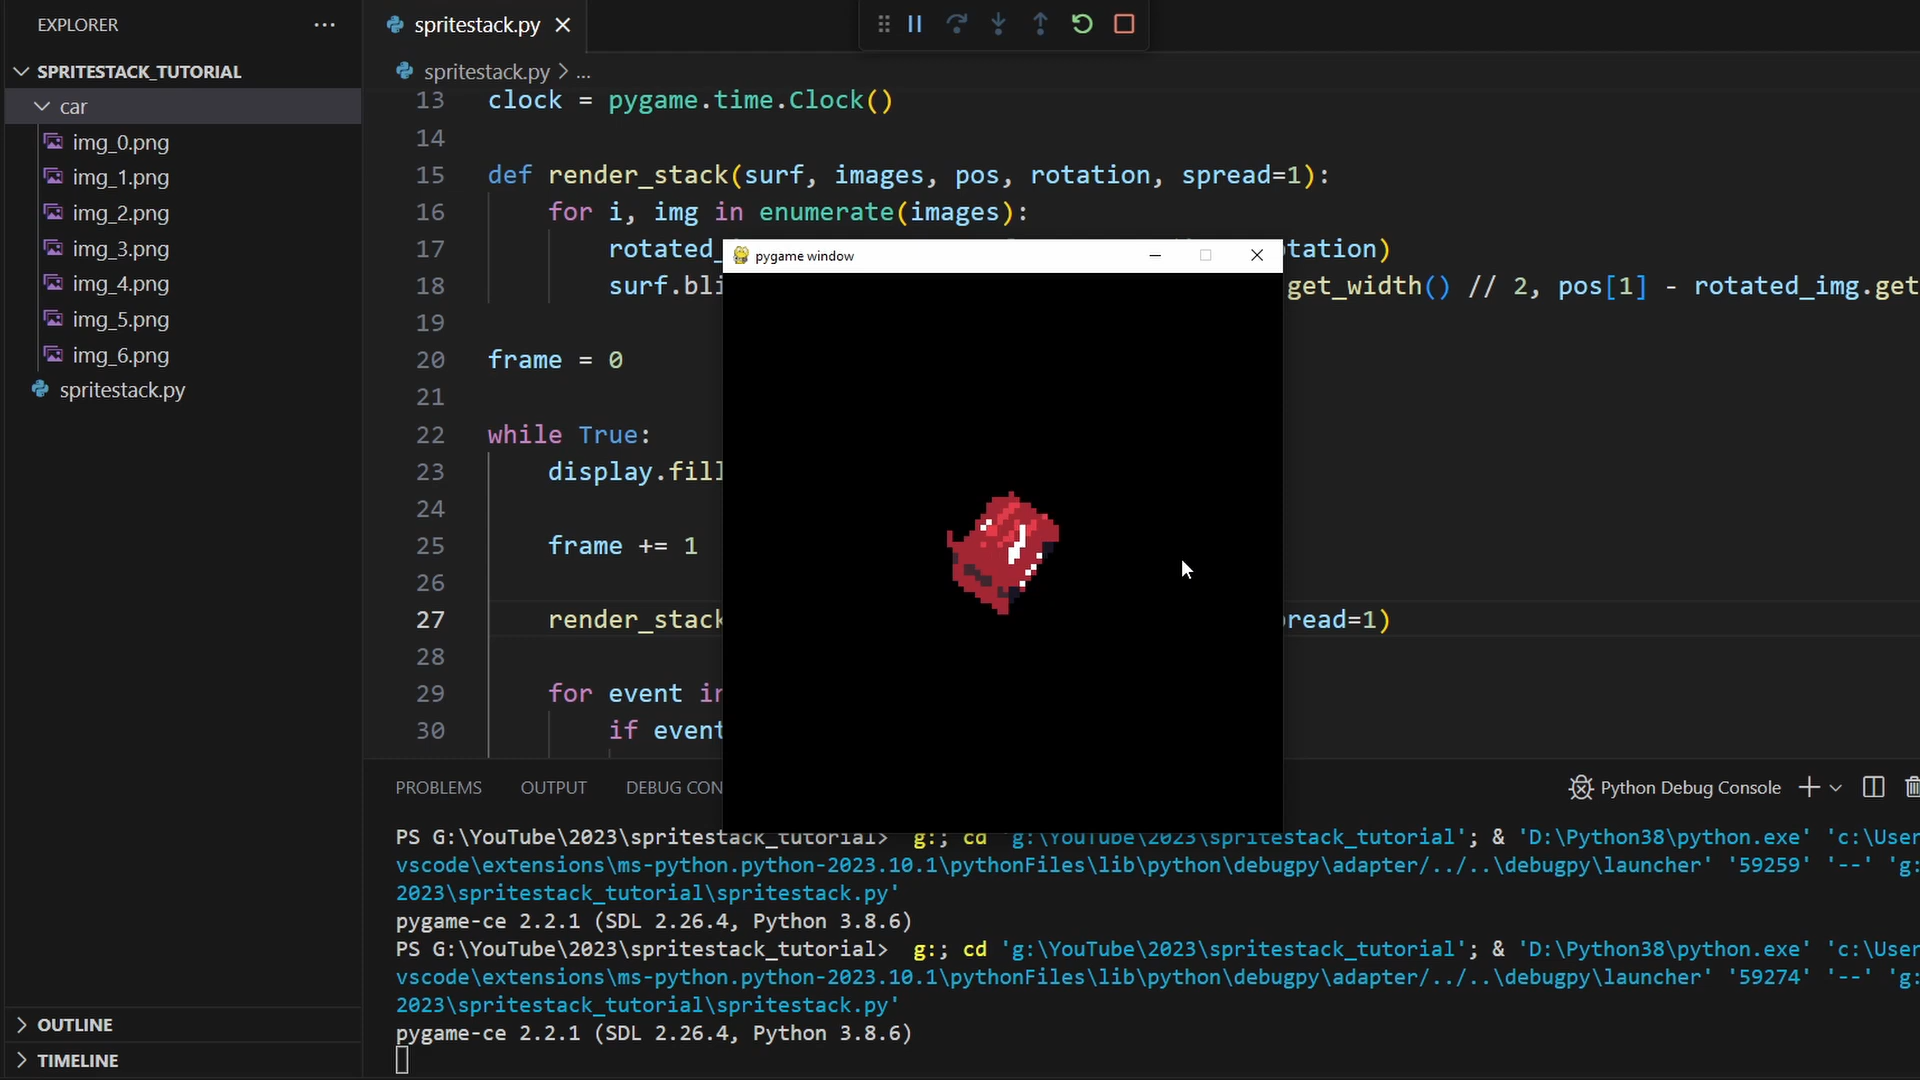 EXPLORER
SPRITESTACK_TUTORIAL
car
img_0.png
img_1.png
img_2.png
img_3.png
img_4.png
img_5.png
img_6.png
spritestack.py
OUTLINE
TIMELINE
spritestack.py
spritestack.py > ...
13 clock = pygame.time.Clock()
14
15 def render_stack(surf, images, pos, rotation, spread=1):
16 for i, img in enumerate(images):
17 rotated_ tation)
18 surf.bli get_width() // 2, pos[1] - rotated_img.get
19
20 frame = 0
21
22 while True:
23 display.fill
24
25 frame += 1
26
27 render_stack read=1)
28
29 for event in
30 if event
pygame window
PROBLEMS OUTPUT DEBUG CON
Python Debug Console
PS G:\YouTube\2023\spritestack_tutorial> g:; cd 'g:\YouTube\2023\spritestack_tutorial'; & 'D:\Python38\python.exe' 'c:\User
vscode\extensions\ms-python.python-2023.10.1\pythonFiles\lib\python\debugpy\adapter/../..\debugpy\launcher' '59259' '--' 'g:
2023\spritestack_tutorial\spritestack.py'
pygame-ce 2.2.1 (SDL 2.26.4, Python 3.8.6)
PS G:\YouTube\2023\spritestack_tutorial> g:; cd 'g:\YouTube\2023\spritestack_tutorial'; & 'D:\Python38\python.exe' 'c:\User
vscode\extensions\ms-python.python-2023.10.1\pythonFiles\lib\python\debugpy\adapter/../..\debugpy\launcher' '59274' '--' 'g:
2023\spritestack_tutorial\spritestack.py'
pygame-ce 2.2.1 (SDL 2.26.4, Python 3.8.6)